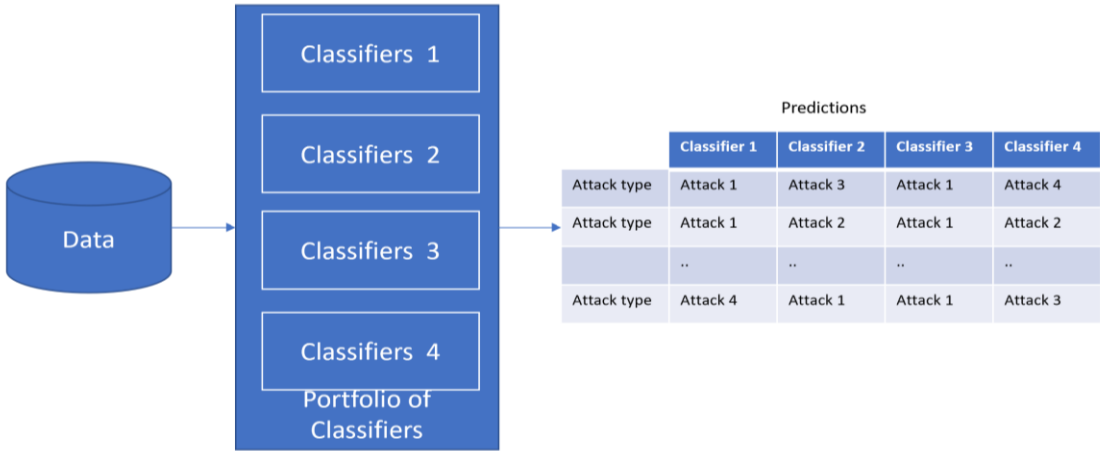 Data
Classifiers 1
Classifiers 2
Classifiers 3
Classifiers 4
Portfolio of
Classifiers
Predictions
Classifier 1 Classifier 2 Classifier 3 Classifier 4
Attack type Attack 1 Attack 3 Attack 1 Attack 4
Attack type Attack 1 Attack 2 Attack 1 Attack 2
.. .. .. ..
Attack type Attack 4 Attack 1 Attack 1 Attack 3